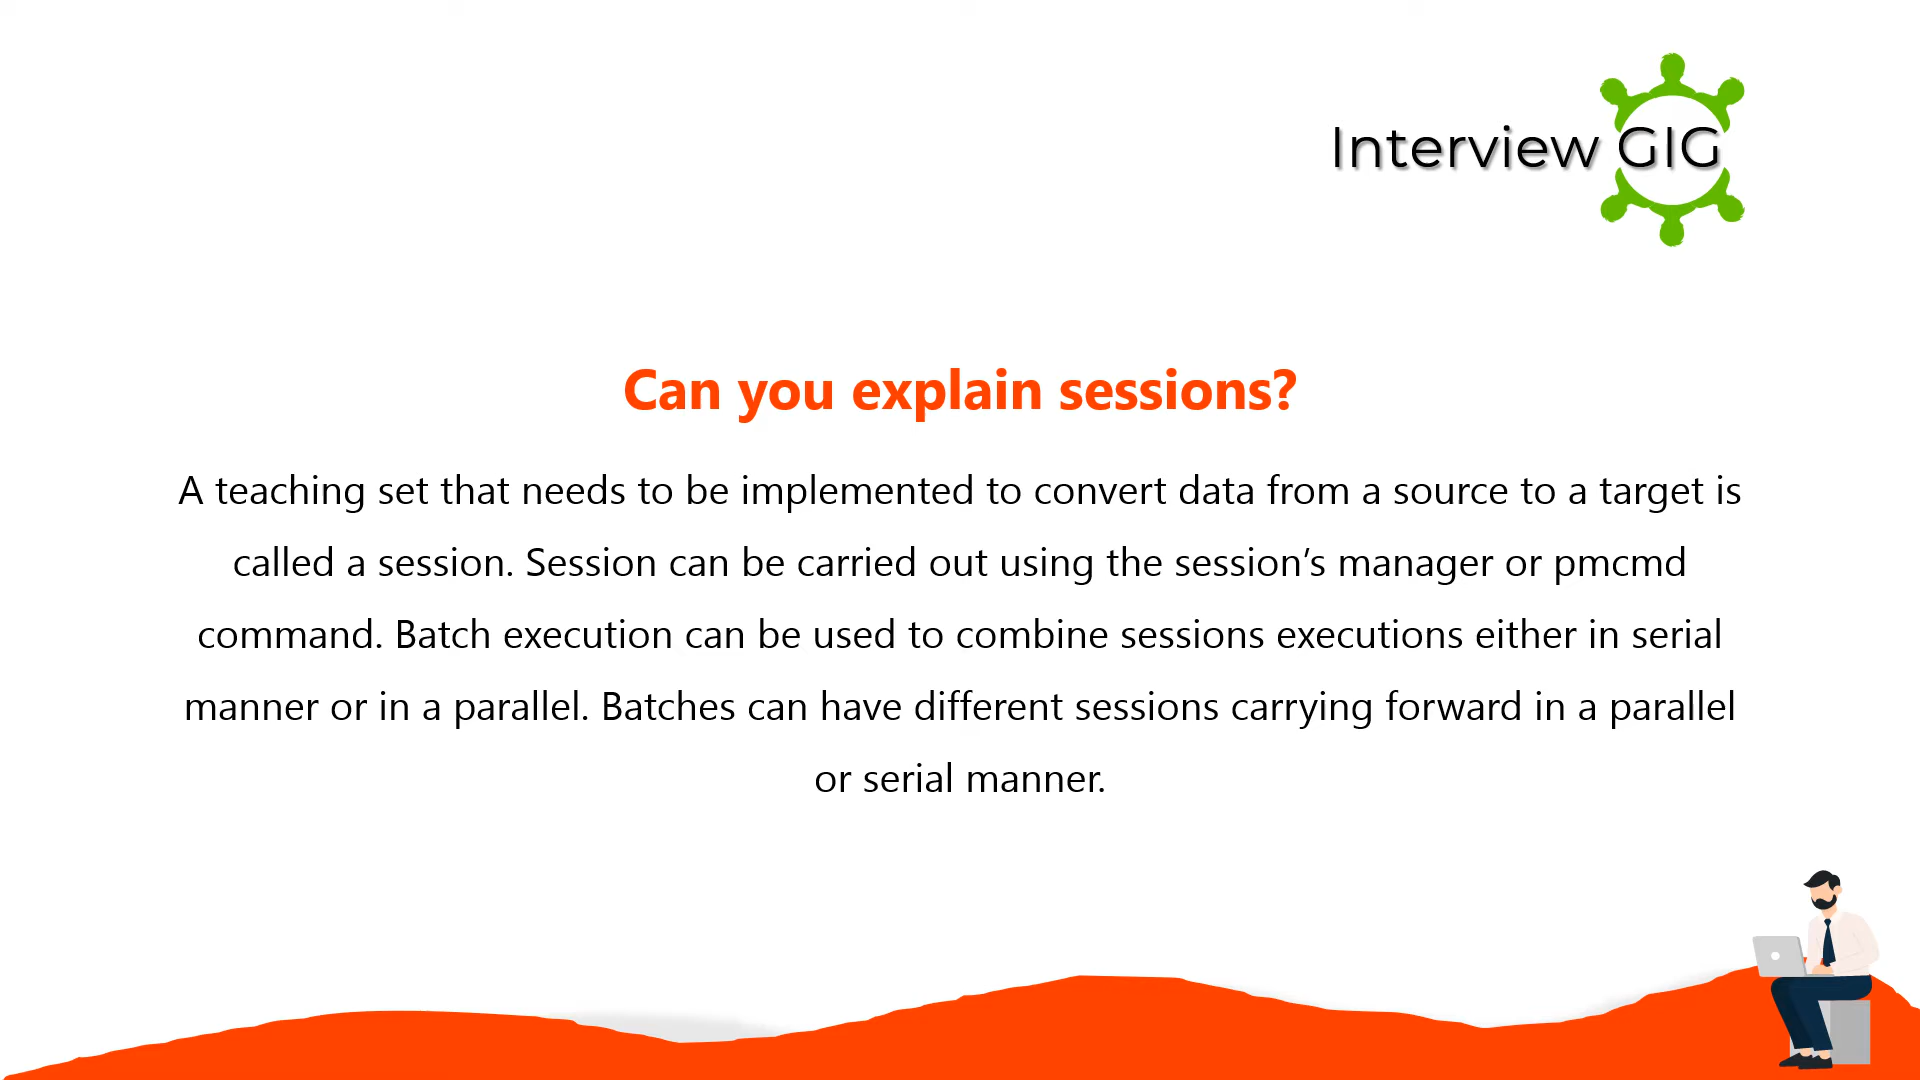 Interview GIG
Can you explain sessions?
A teaching set that needs to be implemented to convert data from a source to a target is
called a session. Session can be carried out using the session’s manager or pmcmd
command. Batch execution can be used to combine sessions executions either in serial
manner or in a parallel. Batches can have different sessions carrying forward in a parallel
or serial manner.